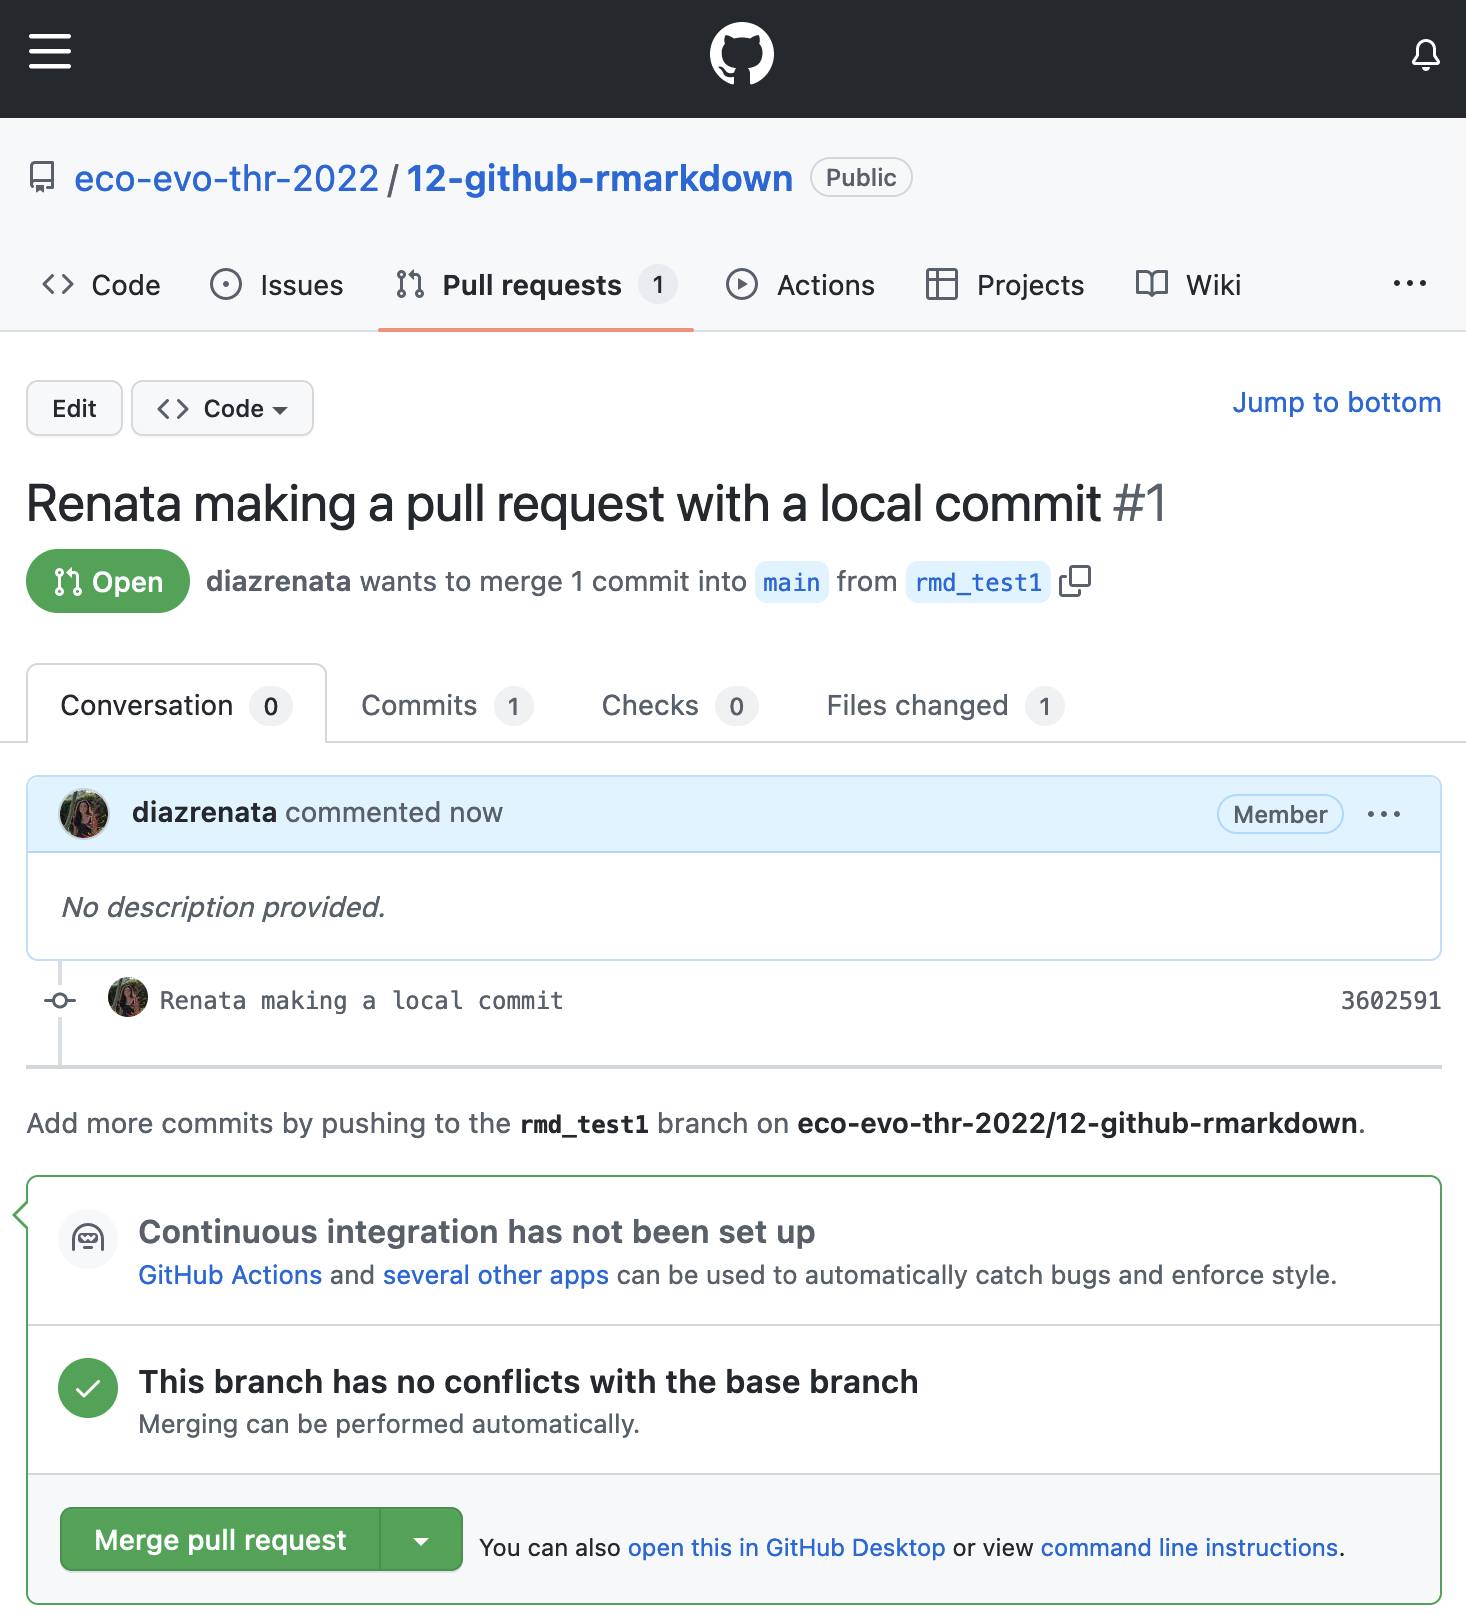 eco-evo-thr-2022 / 12-github-rmarkdown Public
Code Issues Pull requests 1 Actions Projects Wiki
Edit Code Jump to bottom
Renata making a pull request with a local commit #1
Open diazrenata wants to merge 1 commit into main from rmd_test1
Conversation 0 Commits 1 Checks 0 Files changed 1
diazrenata commented now Member
No description provided.
Renata making a local commit 3602591
Add more commits by pushing to the rmd_test1 branch on eco-evo-thr-2022/12-github-rmarkdown.
Continuous integration has not been set up
GitHub Actions and several other apps can be used to automatically catch bugs and enforce style.
This branch has no conflicts with the base branch
Merging can be performed automatically.
Merge pull request You can also open this in GitHub Desktop or view command line instructions.